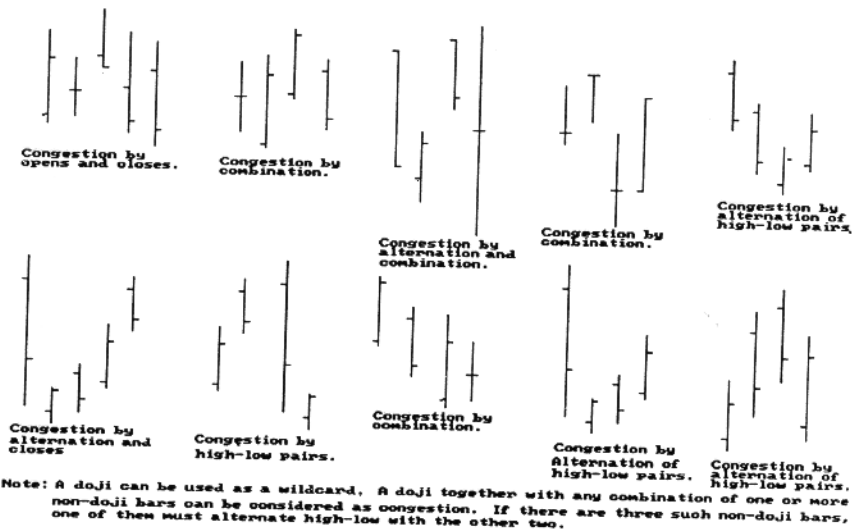 Congestion by
opens and closes.
Congestion by
combination.
Congestion by
alternation and
combination.
Congestion by
combination.
Congestion by
alternation of
high-low pairs.
Congestion by
alternation and
closes
Congestion by
high-low pairs.
Congestion by
combination.
Congestion by
Alternation of
high-low pairs.
Congestion by
alternation of
high-low pairs.
Note: A doji can be used as a wildcard. A doji together with any combination of one or more
non-doji bars can be considered as congestion. If there are three such non-doji bars,
one of them must alternate high-low with the other two.